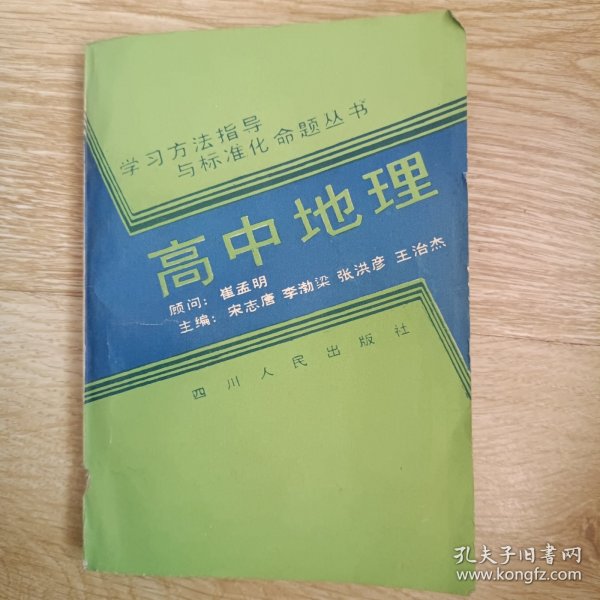 学习方法指导
与标准化命题丛书
高中地理
顾问：崔孟明
主编：宋志唐 李渤梁 张洪彦 王治杰
四川人民出版社
孔夫子旧书网
www.kongfz.com